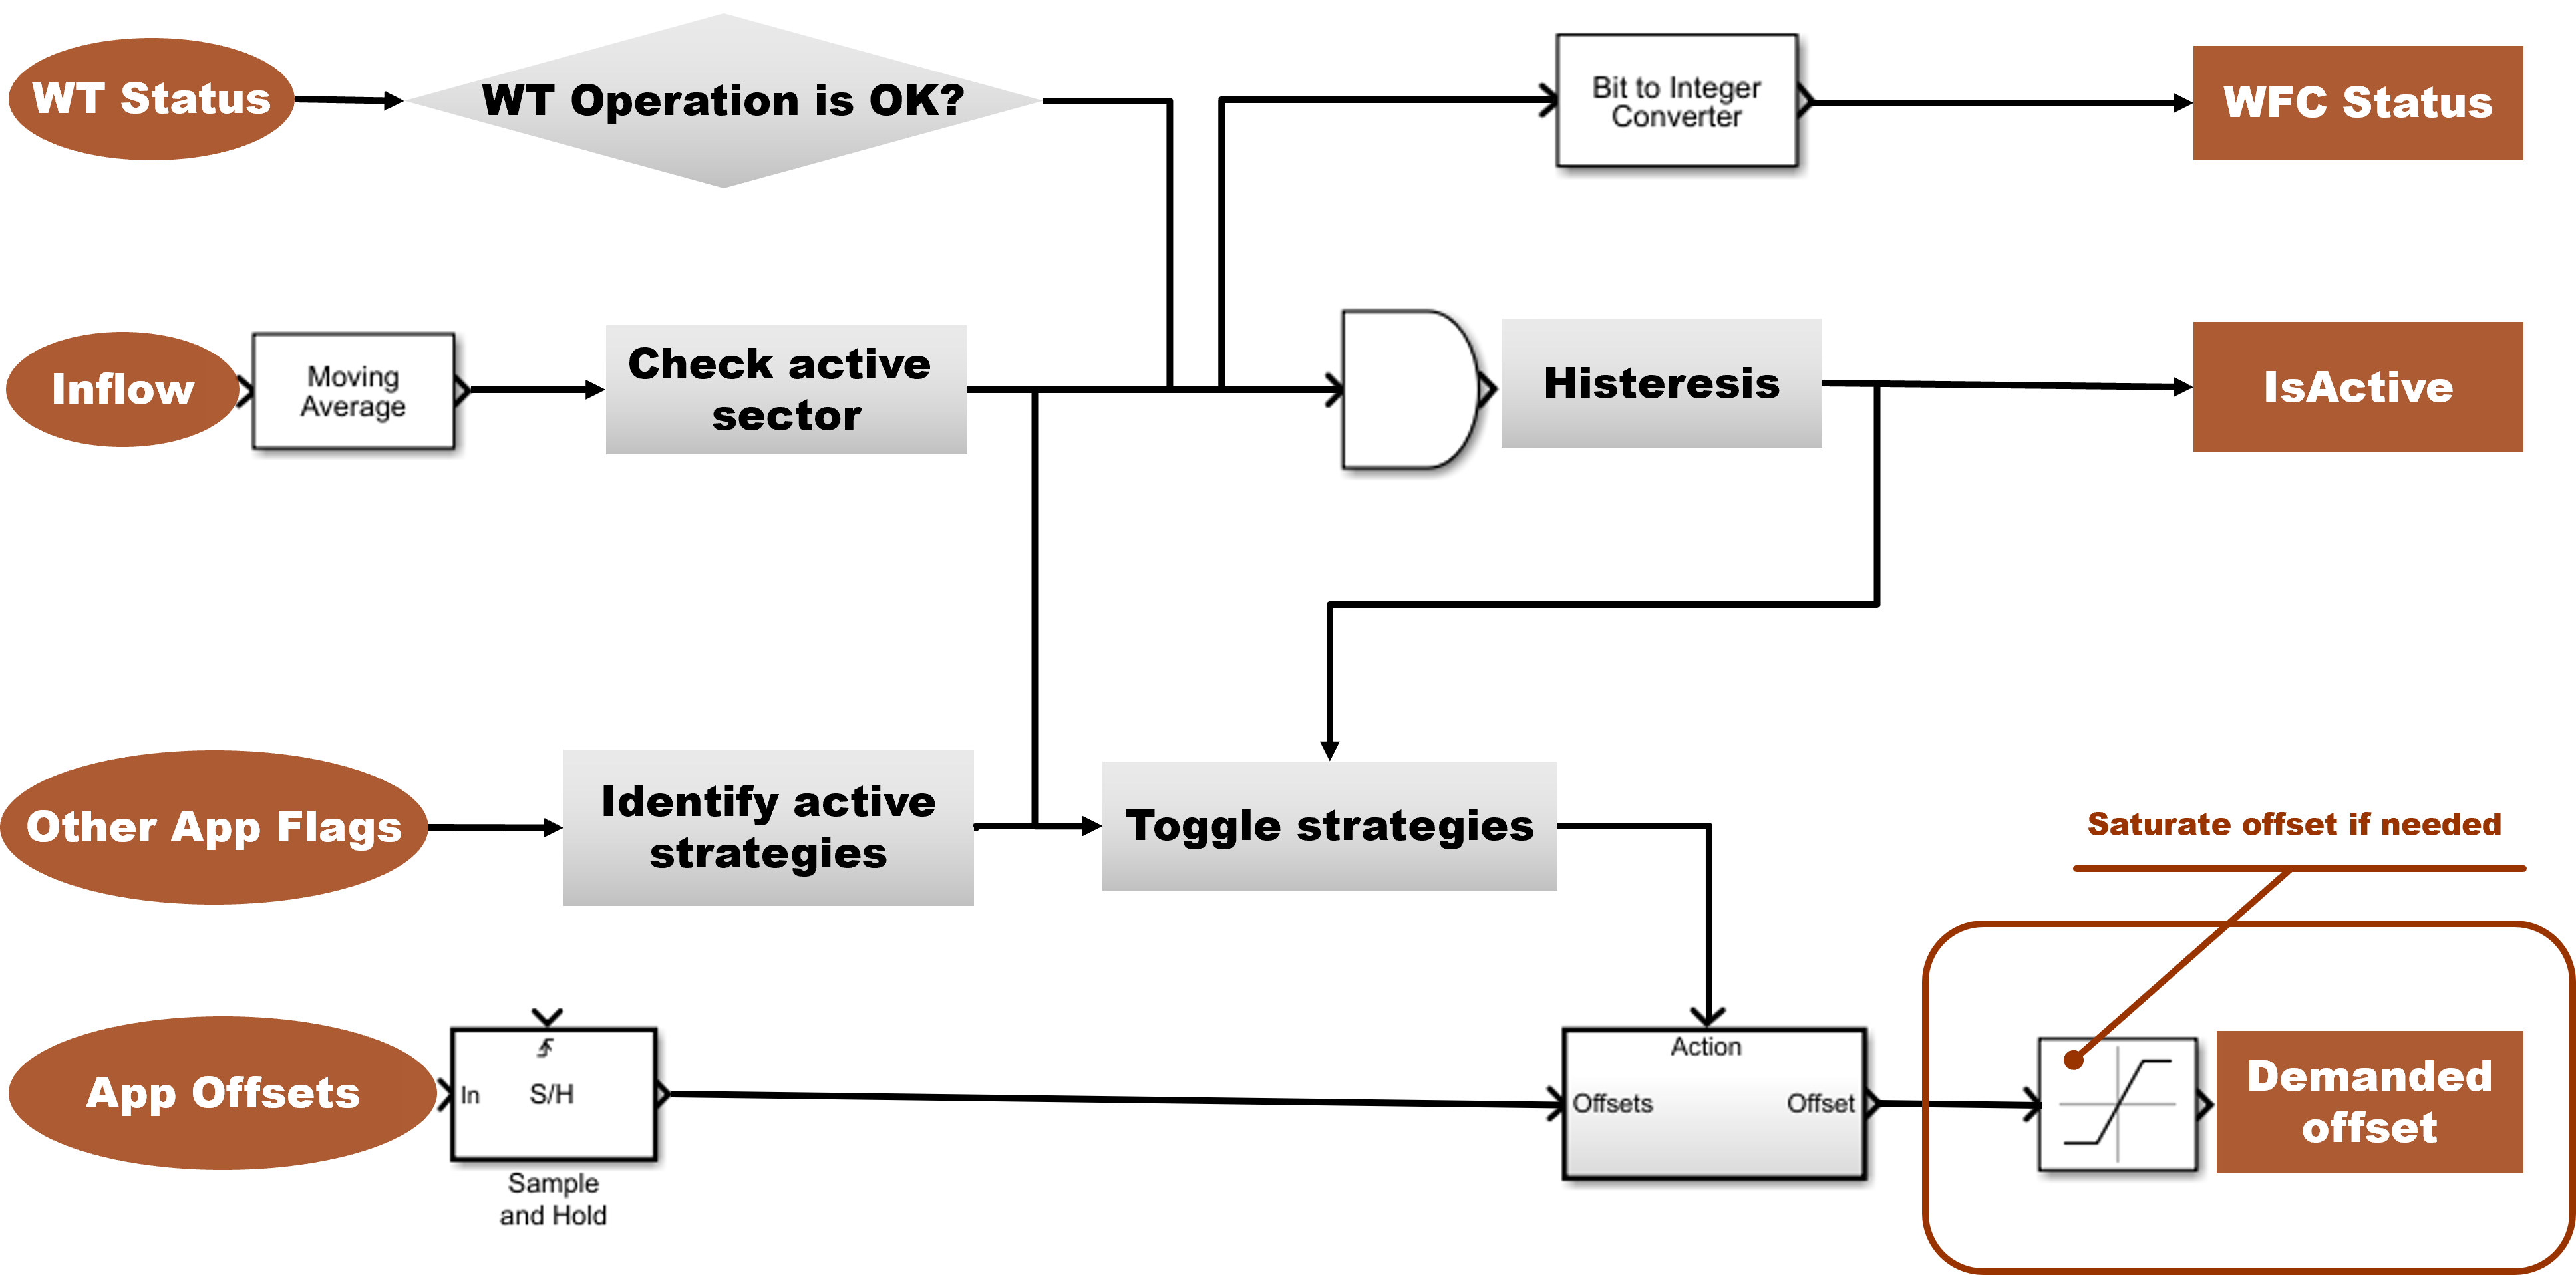 WT Status
WT Operation is OK?
Bit to Integer
Converter
WFC Status
Inflow
Moving
Average
Check active
sector
Histeresis
IsActive
Other App Flags
Identify active
strategies
Toggle strategies
Saturate offset if needed
App Offsets
In
S/H
Sample
and Hold
Action
Offsets
Offset
Demanded
offset